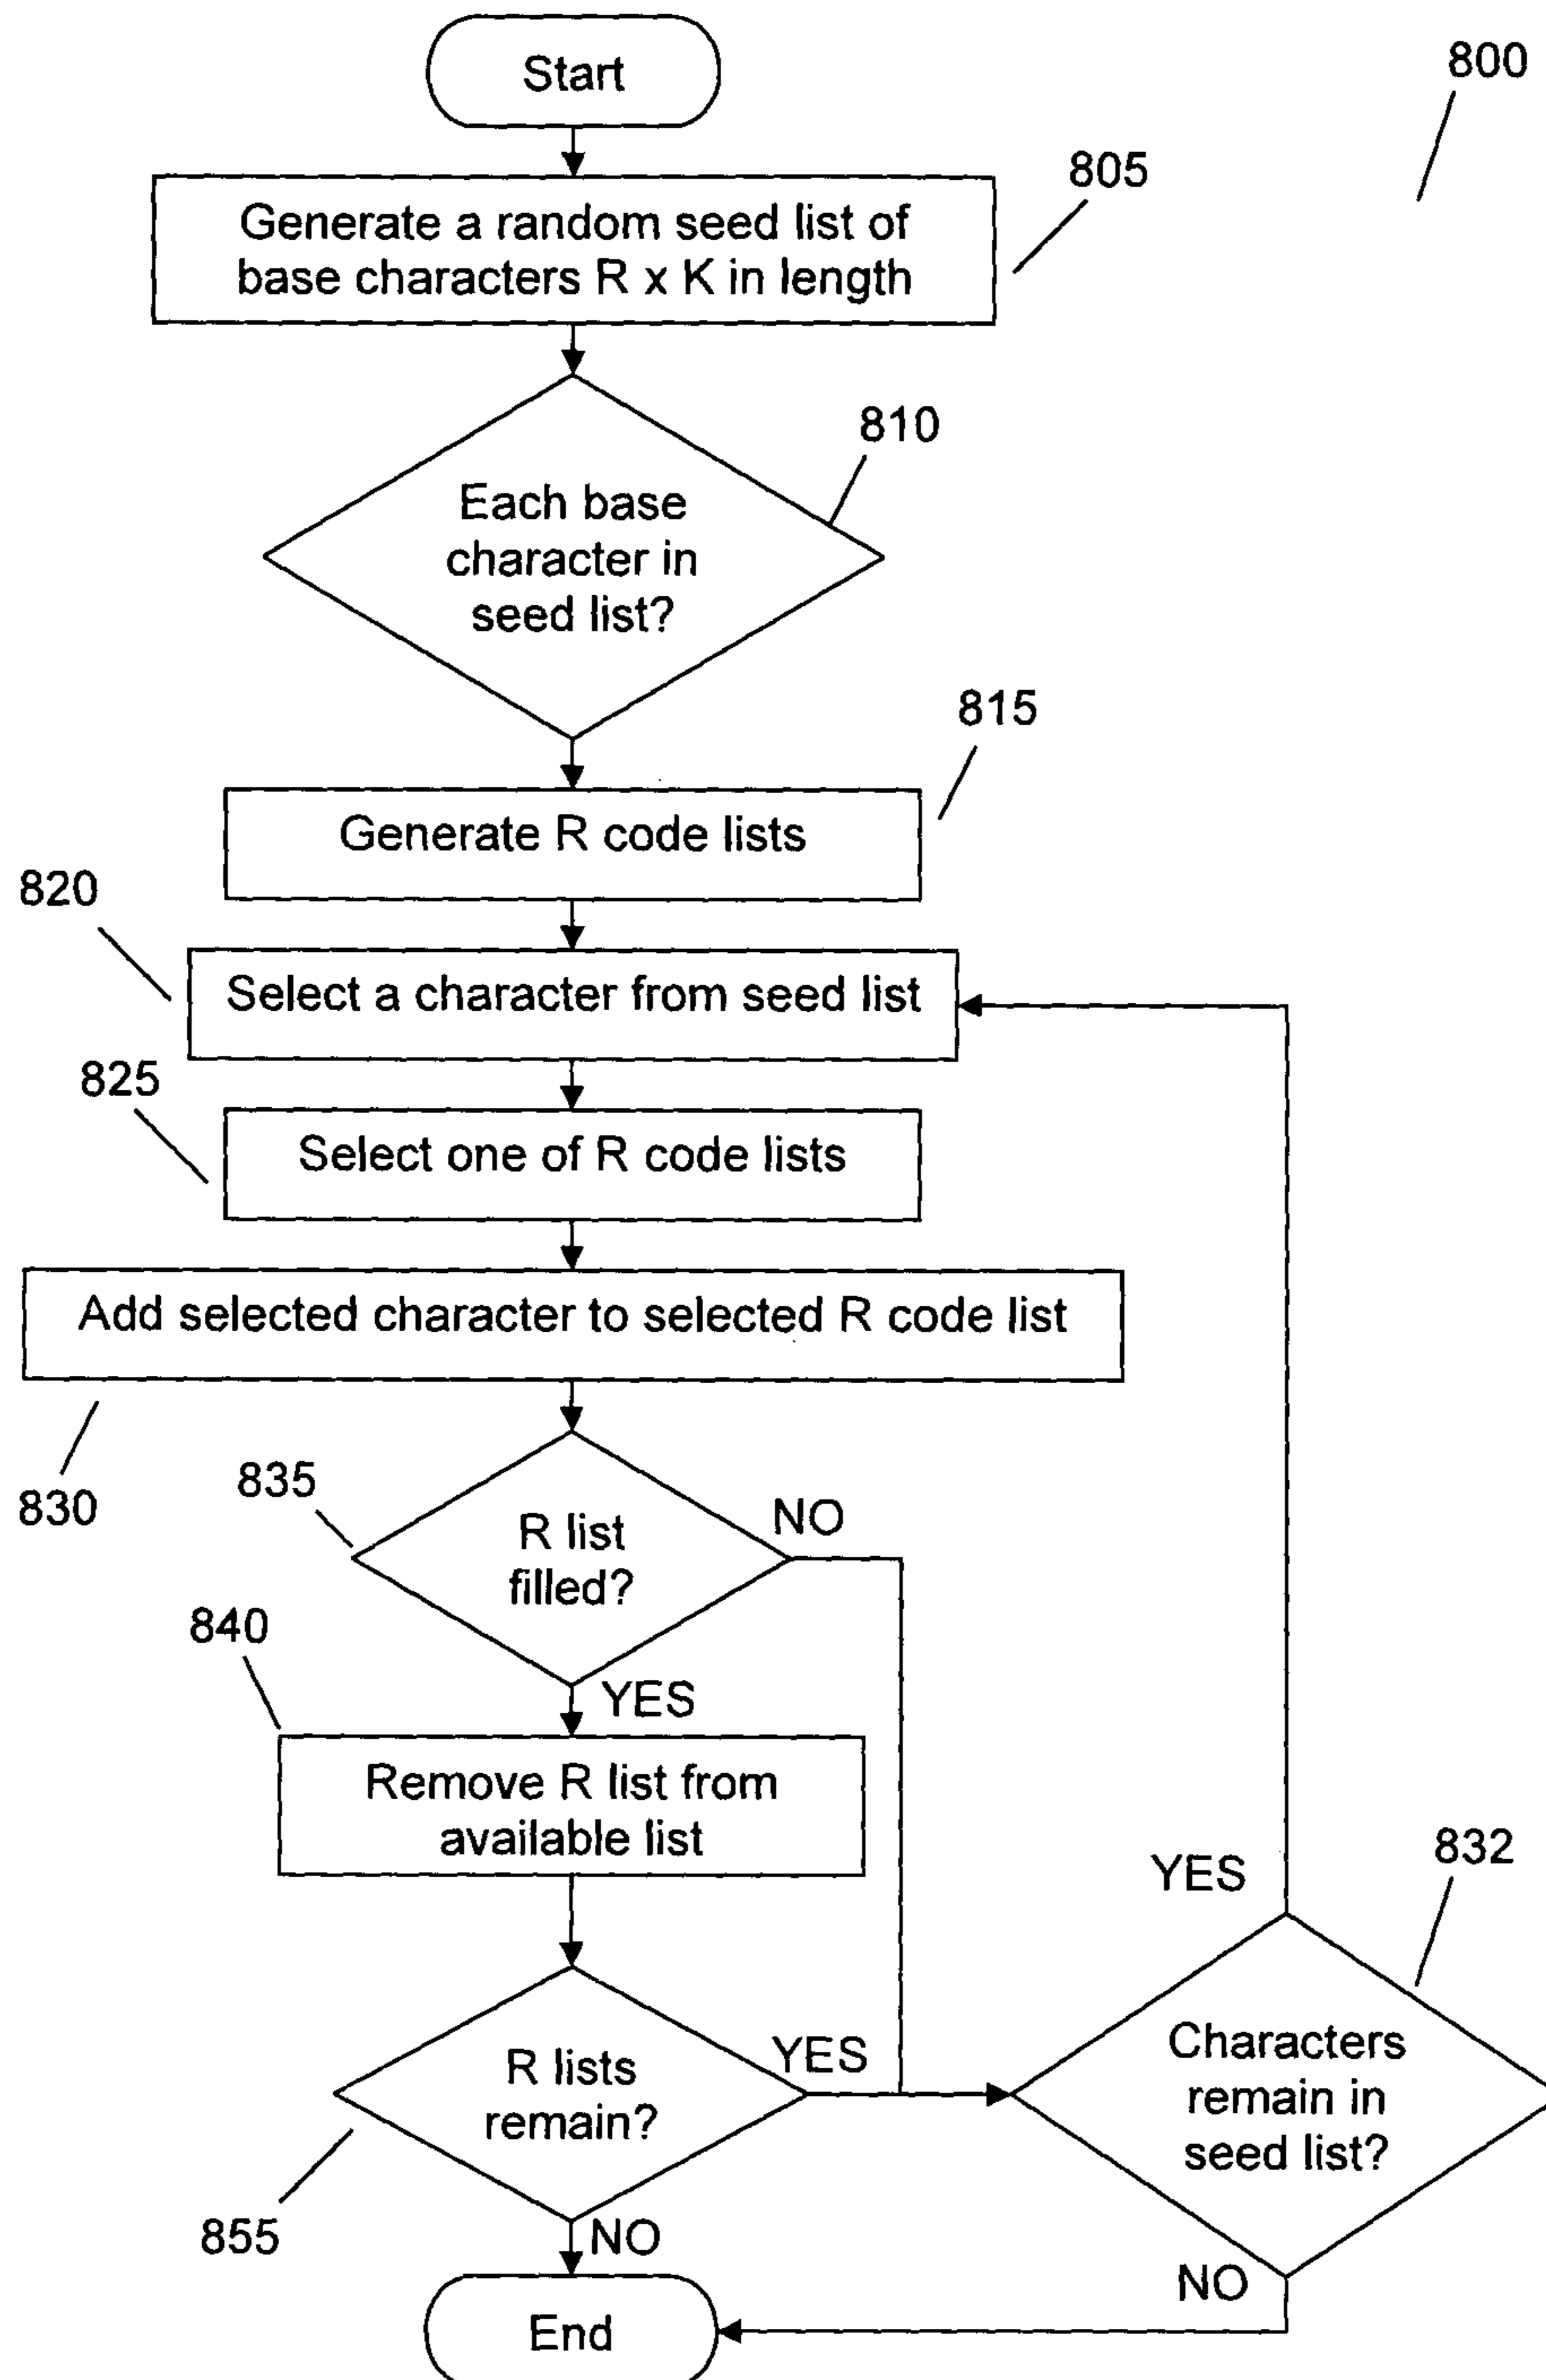 Start
800
805
Generate a random seed list of
base characters R x K in length
810
Each base
character in
seed list?
815
Generate R code lists
820
Select a character from seed list
825
Select one of R code lists
Add selected character to selected R code list
830
835
R list
filled?
NO
840
YES
Remove R list from
available list
832
YES
R lists
remain?
YES
Characters
remain in
seed list?
855
NO
NO
End